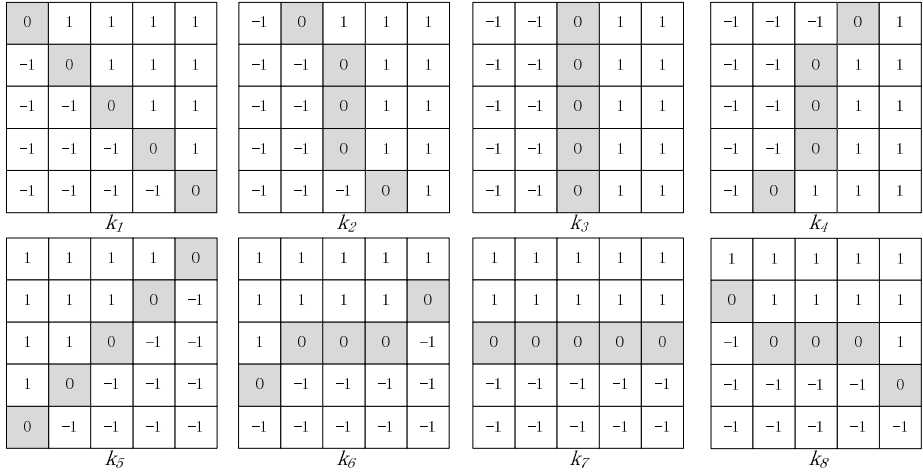 0 1 1 1 1 -1 0 1 1 1 -1 -1 0 1 1 -1 -1 -1 0 1
-1 0 1 1 1 -1 -1 0 1 1 -1 -1 0 1 1 -1 -1 0 1 1
-1 -1 0 1 1 -1 -1 0 1 1 -1 -1 0 1 1 -1 -1 0 1 1
-1 -1 -1 0 1 -1 -1 0 1 1 -1 -1 0 1 1 -1 -1 0 1 1
-1 -1 -1 -1 0 -1 -1 -1 0 1 -1 -1 0 1 1 -1 0 1 1 1
k1 k2 k3 k4
1 1 1 1 0 1 1 1 1 1 1 1 1 1 1 1 1 1 1 1
1 1 1 0 -1 1 1 1 1 0 1 1 1 1 1 0 1 1 1 1
1 1 0 -1 -1 1 0 0 0 -1 0 0 0 0 0 -1 0 0 0 1
1 0 -1 -1 -1 0 -1 -1 -1 -1 -1 -1 -1 -1 -1 -1 -1 -1 -1 0
0 -1 -1 -1 -1 -1 -1 -1 -1 -1 -1 -1 -1 -1 -1 -1 -1 -1 -1 -1
k5 k6 k7 k8